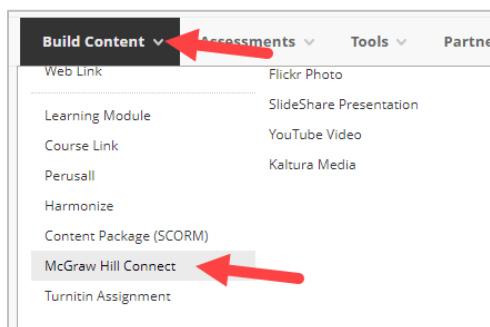 Build Content Assessments Tools Partne
Web Link
Learning Module
Course Link
Perusall
Harmonize
Content Package (SCORM)
McGraw Hill Connect
Turnitin Assignment
Flickr Photo
SlideShare Presentation
YouTube Video
Kaltura Media